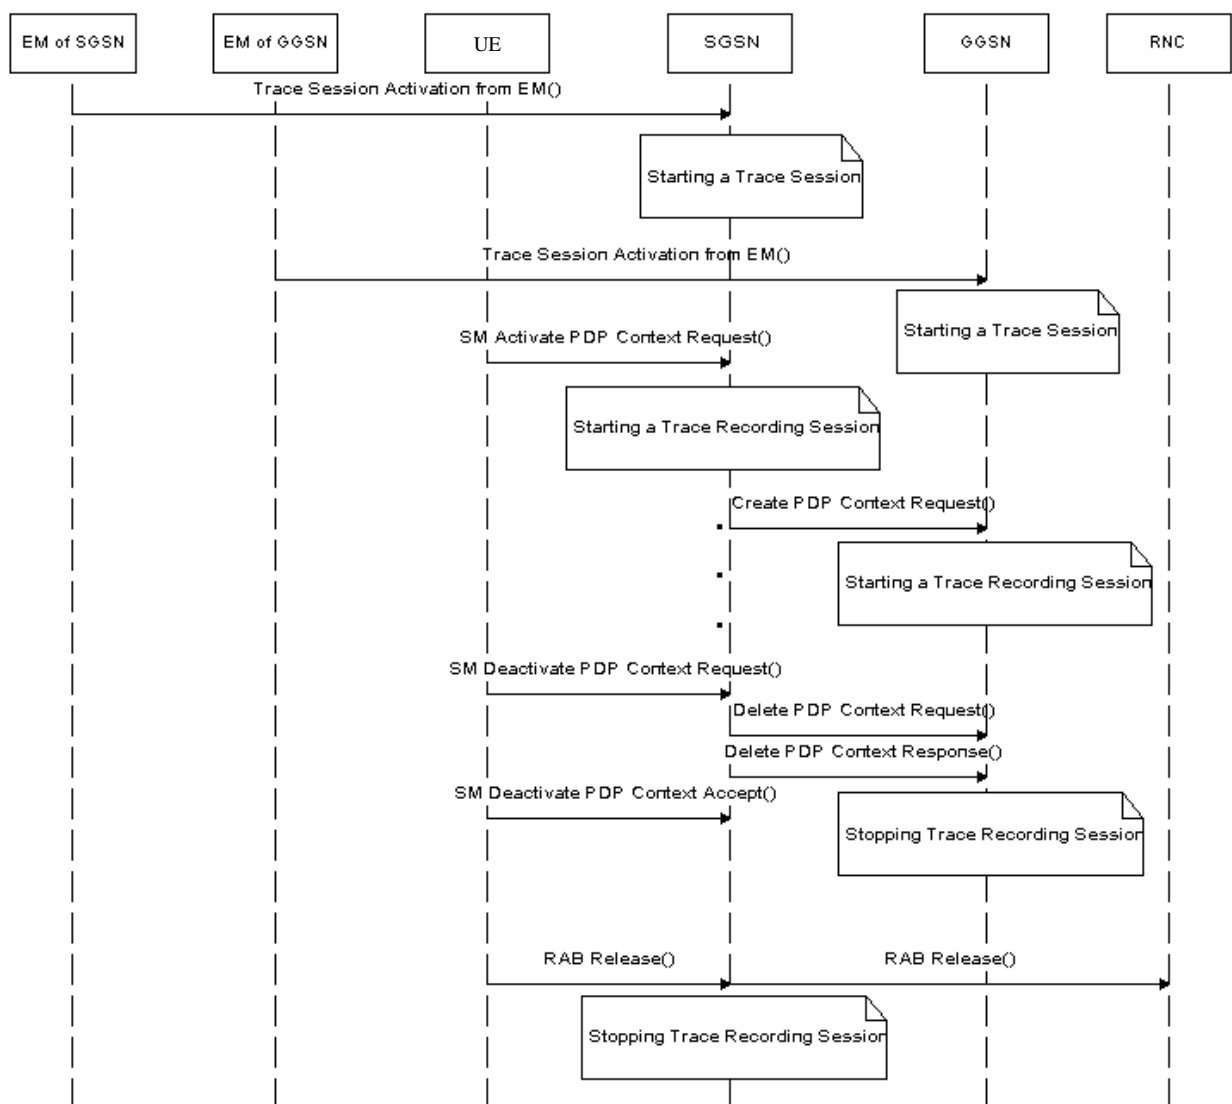 EM of SGSN
EM of GGSN
UE
SGSN
GGSN
RNC
Trace Session Activation from EM()
Starting a Trace Session
Trace Session Activation from EM()
Starting a Trace Session
SM Activate PDP Context Request()
Starting a Trace Recording Session
Create PDP Context Request()
Starting a Trace Recording Session
SM Deactivate PDP Context Request()
Delete PDP Context Request()
Delete PDP Context Response()
SM Deactivate PDP Context Accept()
Stopping Trace Recording Session
RAB Release()
RAB Release()
Stopping Trace Recording Session